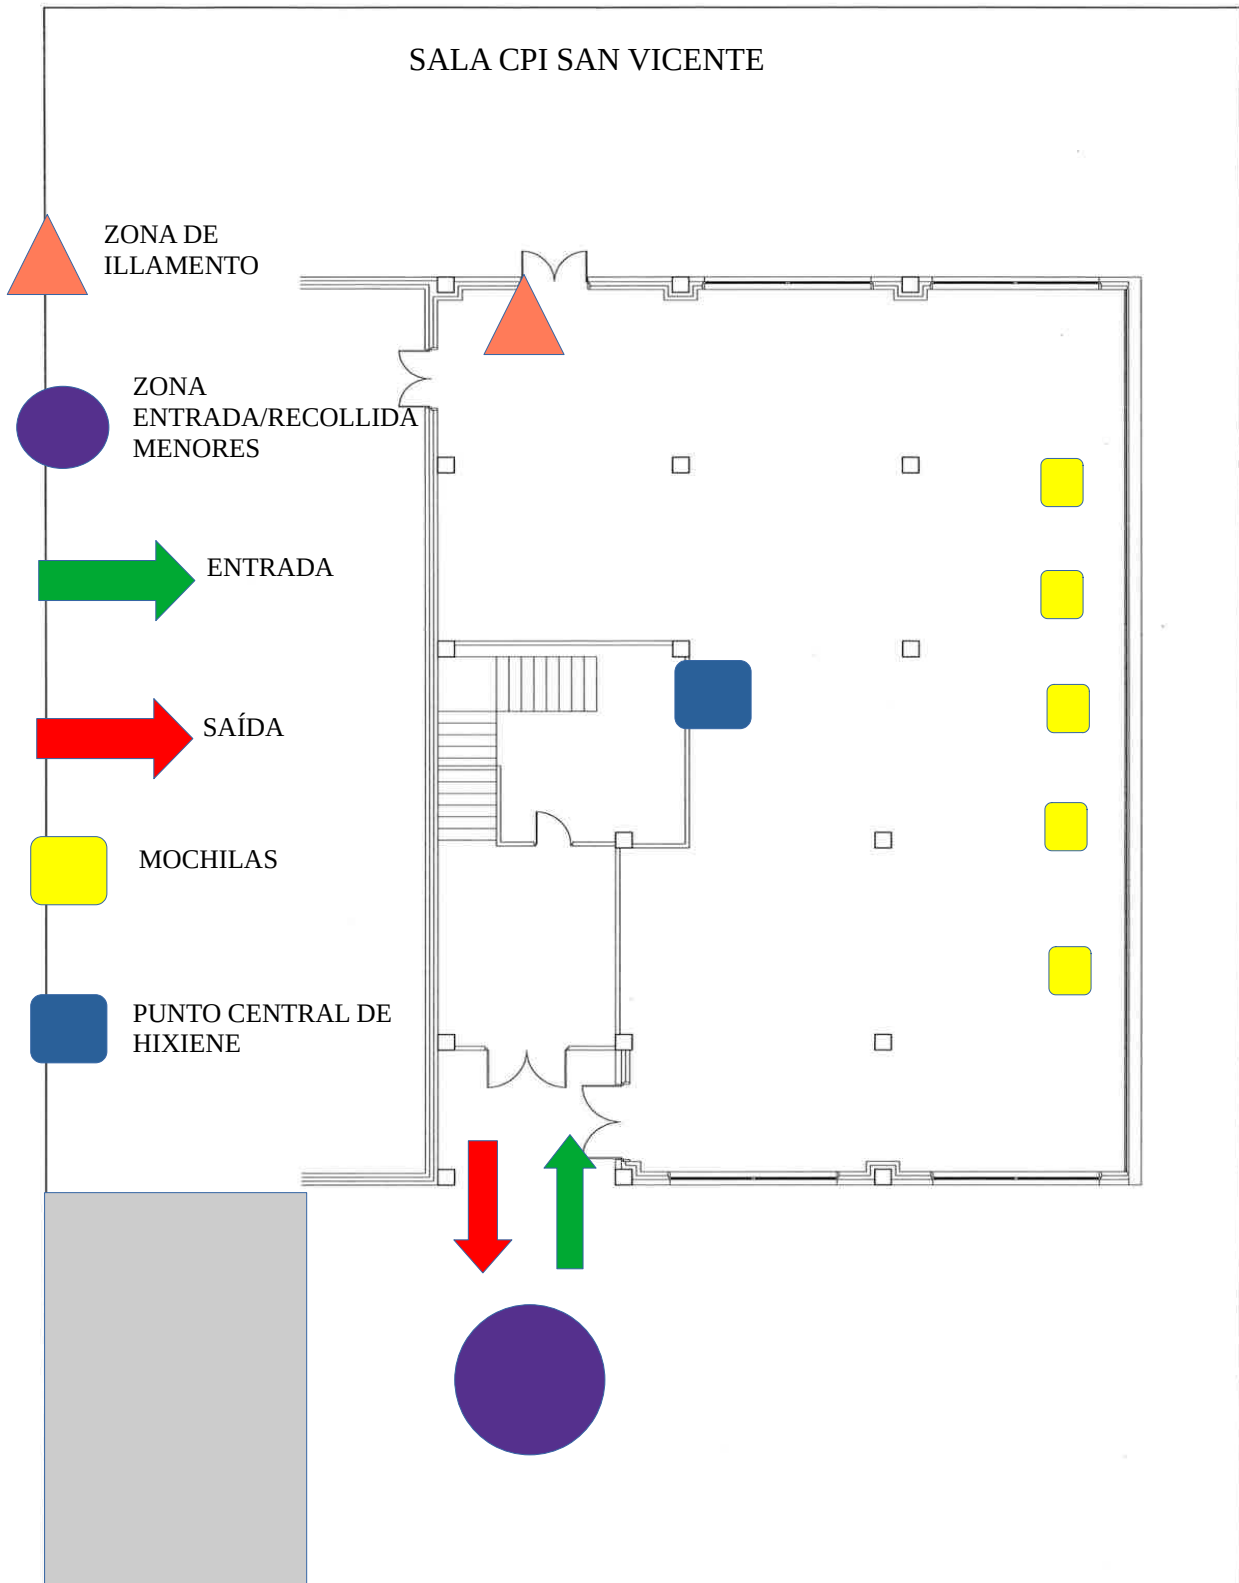 SALA CPI SAN VICENTE
ZONA DE
ILLAMENTO
ZONA
ENTRADA/RECOLLIDA
MENORES
ENTRADA
SAÍDA
MOCHILAS
PUNTO CENTRAL DE
HIXIENE